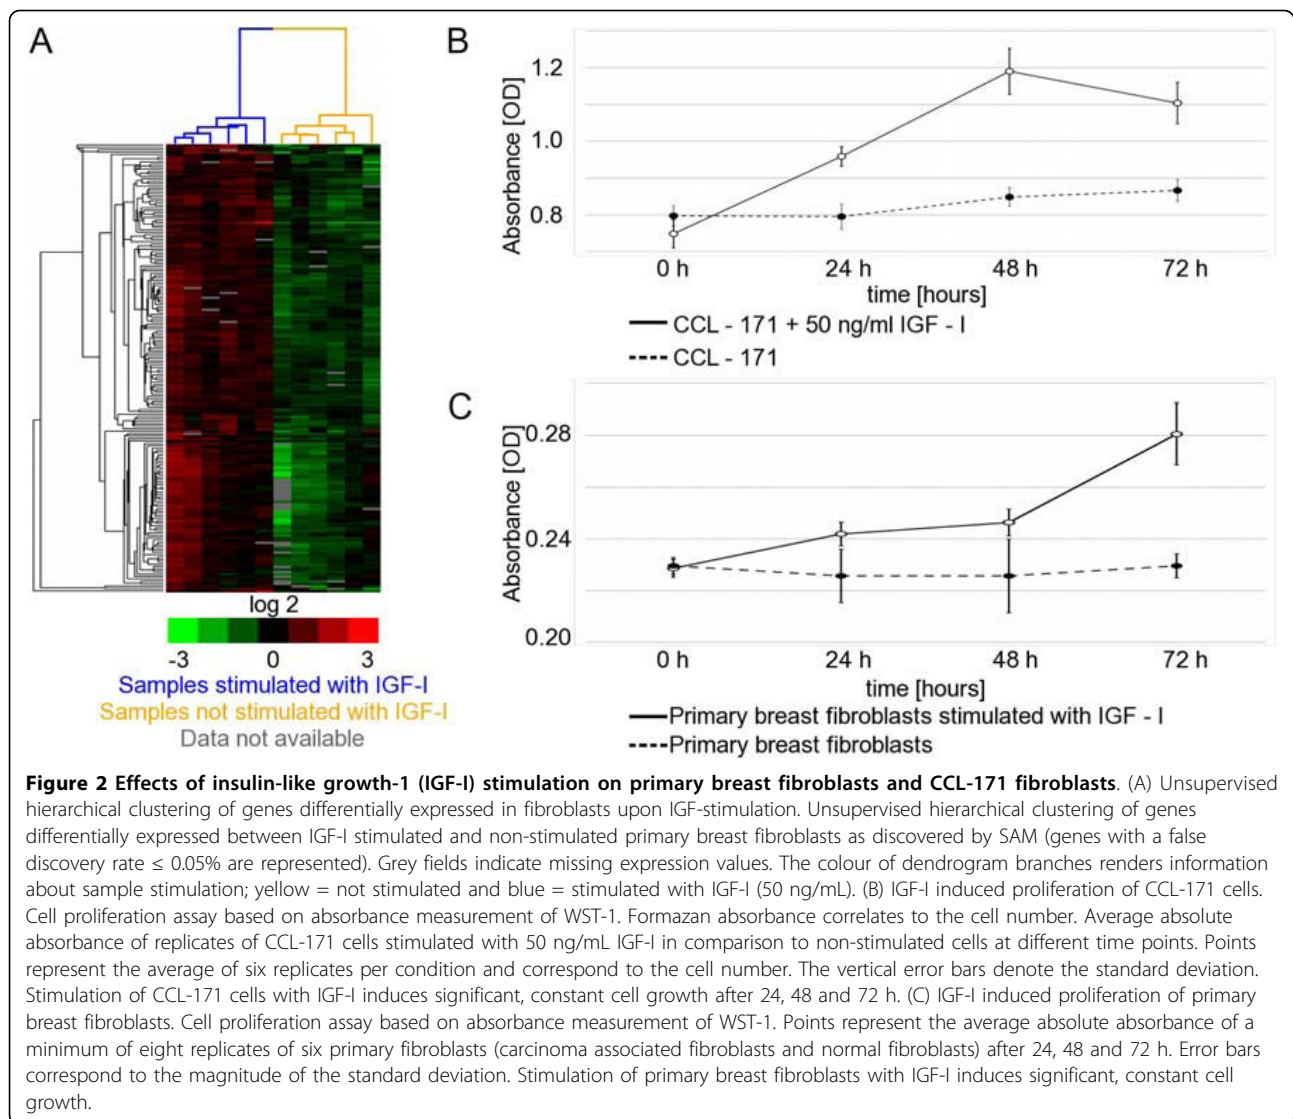 A
log 2
-3 0 3
Samples stimulated with IGF-I
Samples not stimulated with IGF-I
Data not available
B
Absorbance [OD]
1.2
1.0
0.8
0 h 24 h 48 h 72 h
time [hours]
CCL - 171 + 50 ng/ml IGF - I
CCL - 171
C
Absorbance [OD]
0.28
0.24
0.20
0 h 24 h 48 h 72 h
time [hours]
Primary breast fibroblasts stimulated with IGF - I
Primary breast fibroblasts
Figure 2 Effects of insulin-like growth-1 (IGF-I) stimulation on primary breast fibroblasts and CCL-171 fibroblasts. (A) Unsupervised
hierarchical clustering of genes differentially expressed in fibroblasts upon IGF-stimulation. Unsupervised hierarchical clustering of genes
differentially expressed between IGF-I stimulated and non-stimulated primary breast fibroblasts as discovered by SAM (genes with a false
discovery rate ≤ 0.05% are represented). Grey fields indicate missing expression values. The colour of dendrogram branches renders information
about sample stimulation; yellow = not stimulated and blue = stimulated with IGF-I (50 ng/mL). (B) IGF-I induced proliferation of CCL-171 cells.
Cell proliferation assay based on absorbance measurement of WST-1. Formazan absorbance correlates to the cell number. Average absolute
absorbance of replicates of CCL-171 cells stimulated with 50 ng/mL IGF-I in comparison to non-stimulated cells at different time points. Points
represent the average of six replicates per condition and correspond to the cell number. The vertical error bars denote the standard deviation.
Stimulation of CCL-171 cells with IGF-I induces significant, constant cell growth after 24, 48 and 72 h. (C) IGF-I induced proliferation of primary
breast fibroblasts. Cell proliferation assay based on absorbance measurement of WST-1. Points represent the average absolute absorbance of a
minimum of eight replicates of six primary fibroblasts (carcinoma associated fibroblasts and normal fibroblasts) after 24, 48 and 72 h. Error bars
correspond to the magnitude of the standard deviation. Stimulation of primary breast fibroblasts with IGF-I induces significant, constant cell
growth.